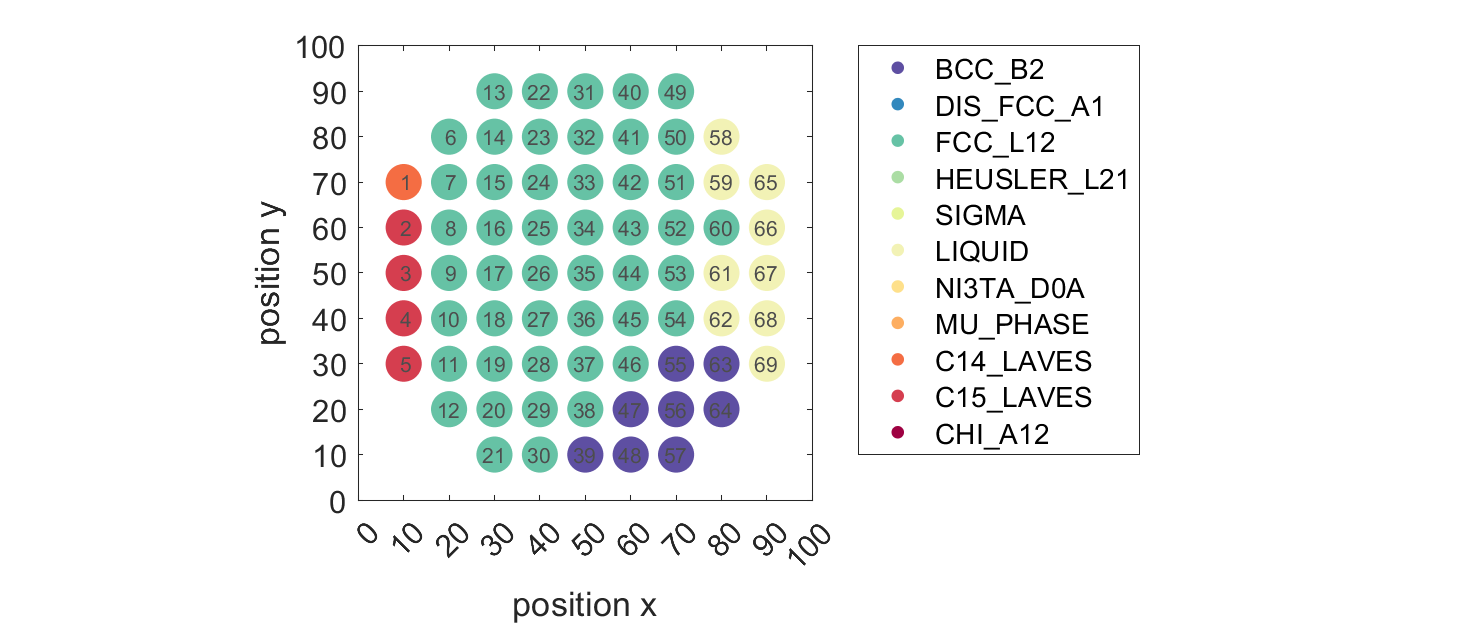 100
90
80
70
60
50
40
30
20
10
0
position y
13 22 31 40 49
6 14 23 32 41 50 58
1 7 15 24 33 42 51 59 65
2 8 16 25 34 43 52 60 66
3 9 17 26 35 44 53 61 67
4 10 18 27 36 45 54 62 68
5 11 19 28 37 46 55 63 69
12 20 29 38 47 56 64
21 30 39 48 57
0 10 20 30 40 50 60 70 80 90 100
position x
BCC_B2
DIS_FCC_A1
FCC_L12
HEUSLER_L21
SIGMA
LIQUID
NI3TA_D0A
MU_PHASE
C14_LAVES
C15_LAVES
CHI_A12